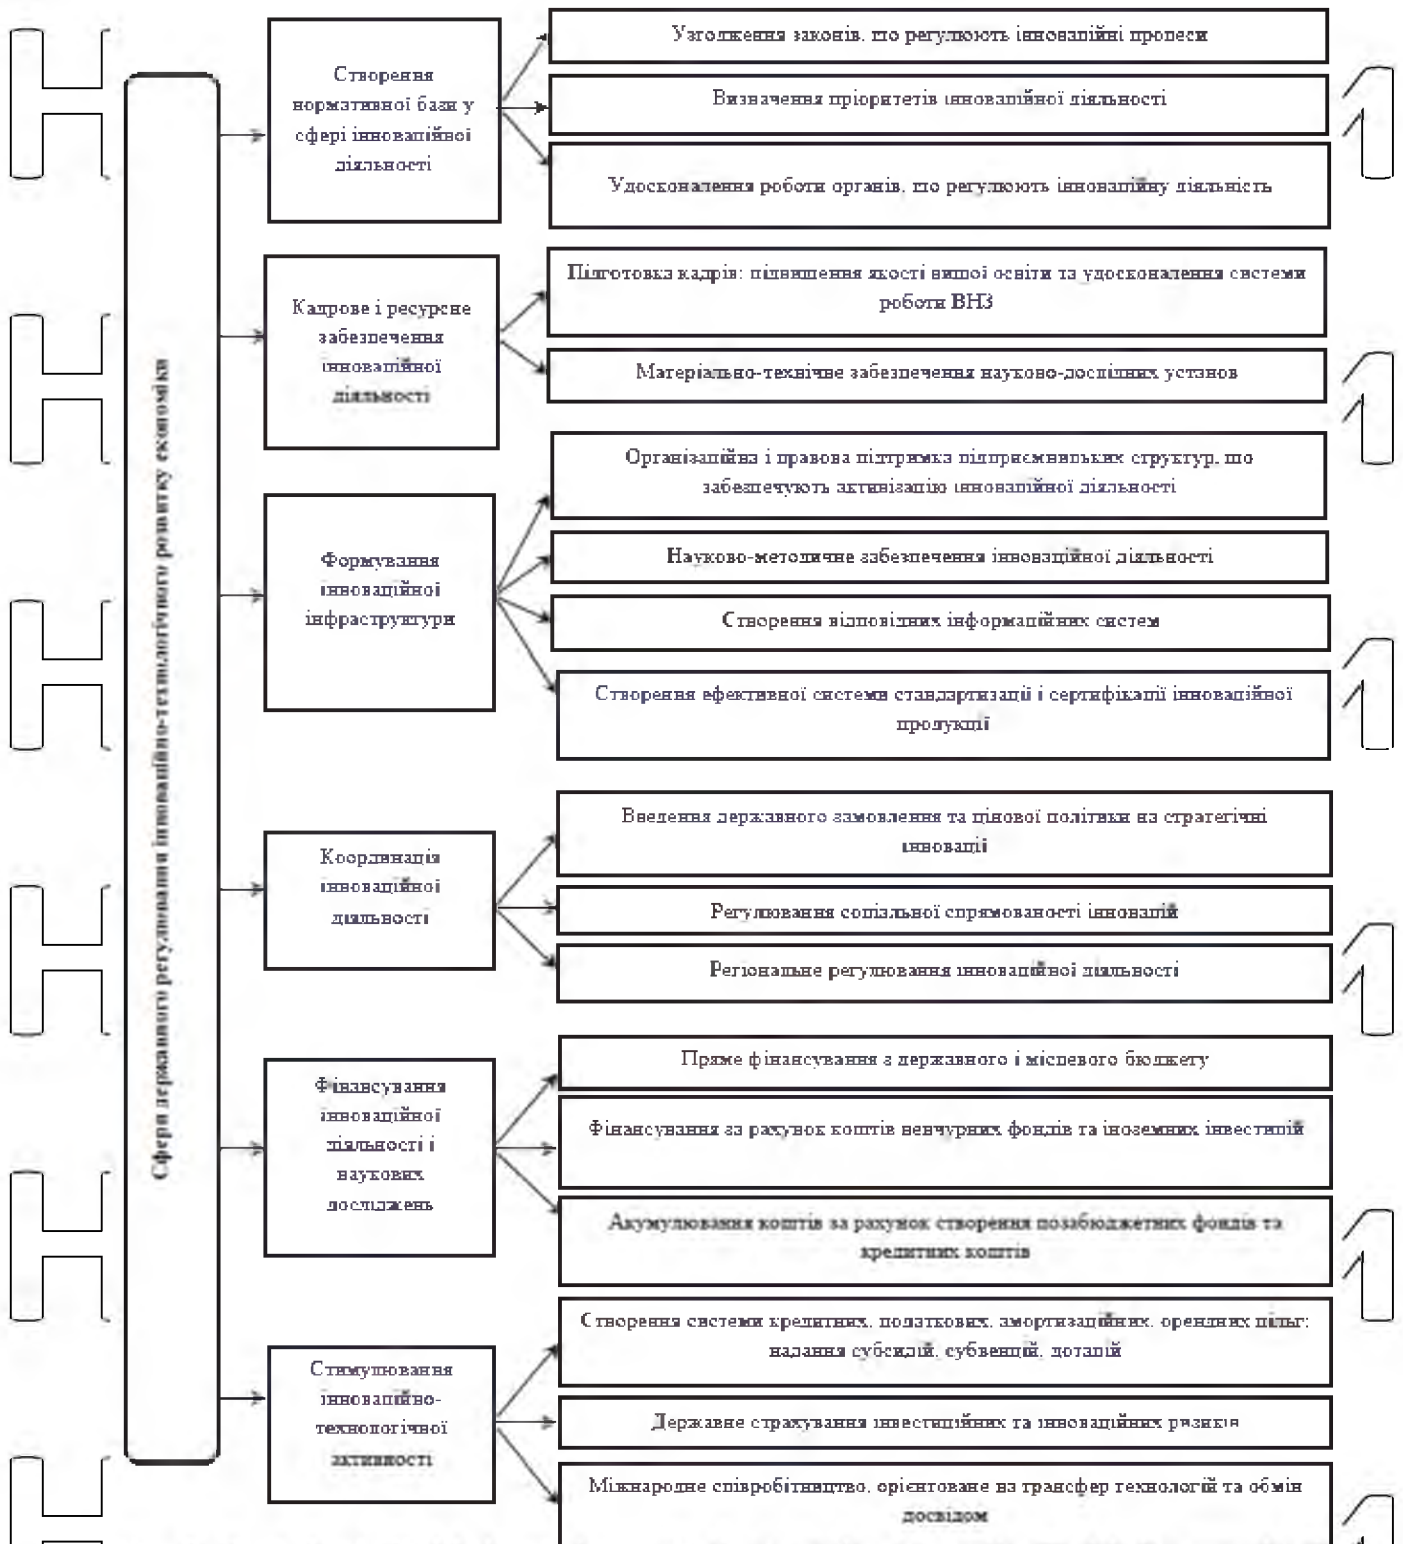 Сфери державного регулювання інноваційно-технологічного розвитку економіки
Створення
нормативної бази у
сфері інноваційної
діяльності
Узгодження законів, що регулюють інноваційні процеси
Визначення пріоритетів інноваційної діяльності
Удосконалення роботи органів, що регулюють інноваційну діяльність
Кадрове і ресурсне
забезпечення
інноваційної
діяльності
Підготовка кадрів: підвищення якості вищої освіти та удосконалення системи
роботи ВНЗ
Матеріально-технічне забезпечення науково-дослідних установ
Формування
інноваційної
інфраструктури
Організаційна і правова підтримка підприємницьких структур, що
забезпечують активізацію інноваційної діяльності
Науково-методичне забезпечення інноваційної діяльності
Створення відповідних інформаційних систем
Створення ефективної системи стандартизації і сертифікації інноваційної
продукції
Координація
інноваційної
діяльності
Введення державного замовлення та цінової політики на стратегічні
інновації
Регулювання соціальної спрямованості інновацій
Регіональне регулювання інноваційної діяльності
Фінансування
інноваційної
діяльності і
наукових
досліджень
Пряме фінансування з державного і місцевого бюджету
Фінансування за рахунок коштів венчурних фондів та іноземних інвестицій
Акумулювання коштів за рахунок створення позабюджетних фондів та
кредитних коштів
Стимулювання
інноваційно-
технологічної
активності
Створення системи кредитних, податкових, амортизаційних, орендних пільг;
надання субсидій, субвенцій, дотацій
Державне страхування інвестиційних та інноваційних ризиків
Міжнародне співробітництво, орієнтоване на трансфер технологій та обмін
досвідом